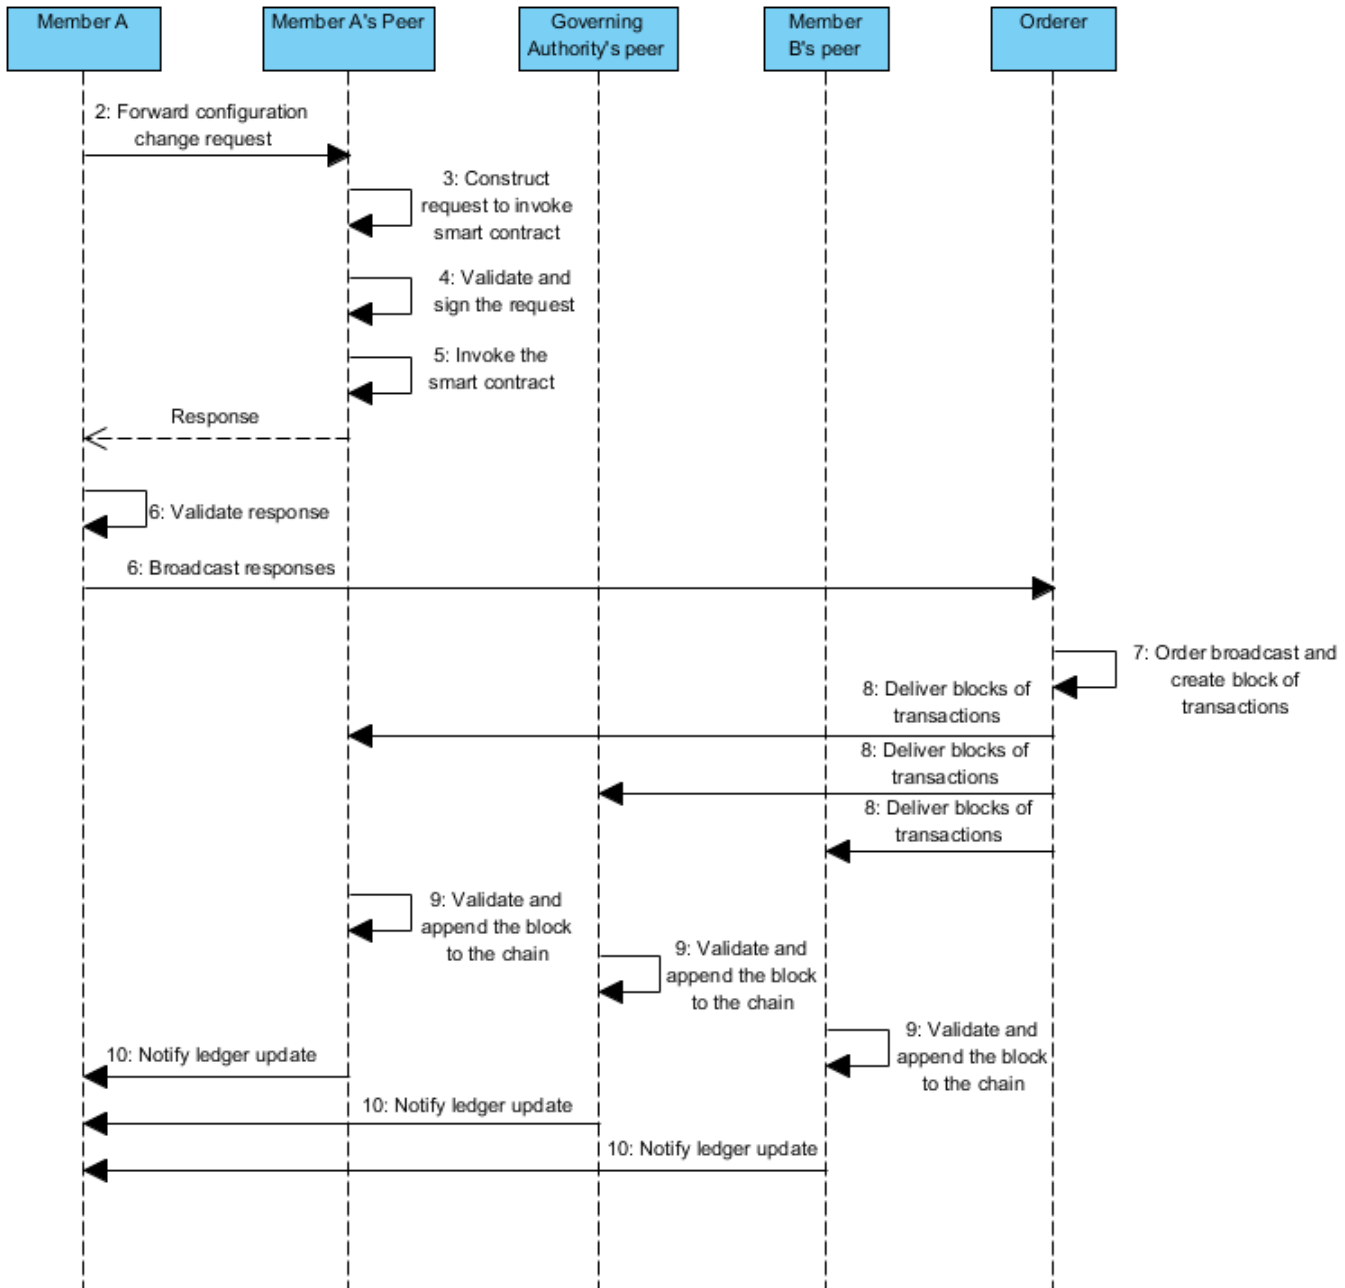 Member A
Member A's Peer
Governing
Authority's peer
Member
B's peer
Orderer
2: Forward configuration
change request
3: Construct
request to invoke
smart contract
4: Validate and
sign the request
5: Invoke the
smart contract
Response
6: Validate response
6: Broadcast responses
7: Order broadcast and
create block of
transactions
8: Deliver blocks of
transactions
8: Deliver blocks of
transactions
8: Deliver blocks of
transactions
9: Validate and
append the block
to the chain
9: Validate and
append the block
to the chain
9: Validate and
append the block
to the chain
10: Notify ledger update
10: Notify ledger update
10: Notify ledger update